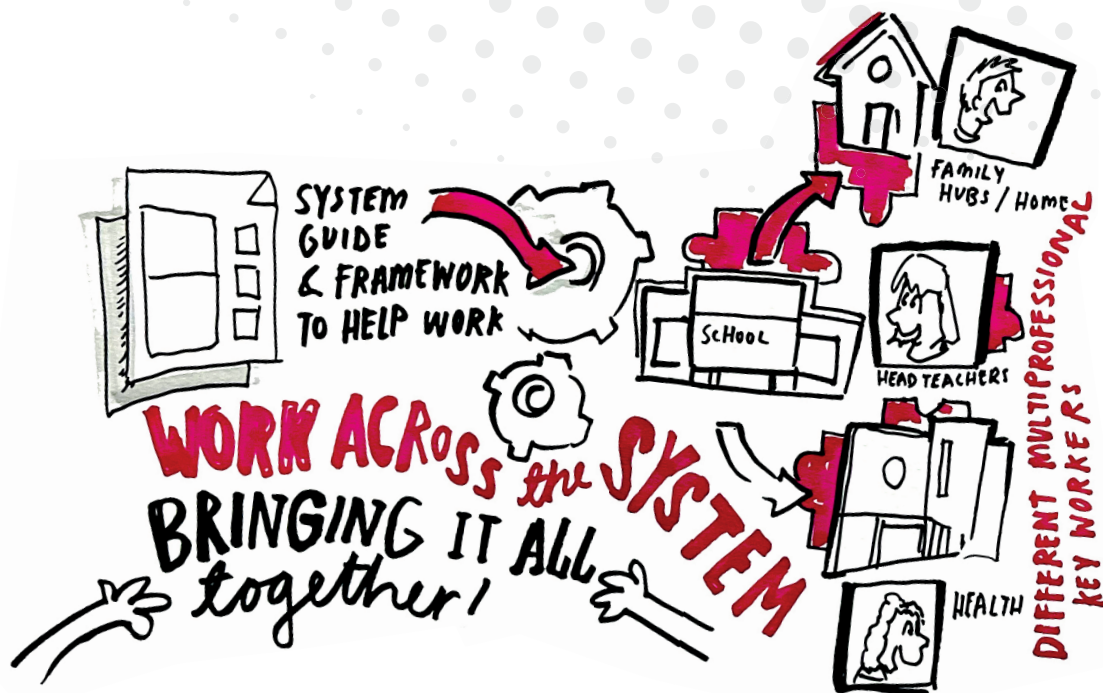 SYSTEM
GUIDE
& FRAMEWORK
TO HELP WORK
SCHOOL
FAMILY
HUBS / HOME
HEAD TEACHERS
HEALTH
DIFFERENT MULTIPROFESSIONAL
KEY WORKERS
WORK ACROSS the SYSTEM
BRINGING IT ALL
together!